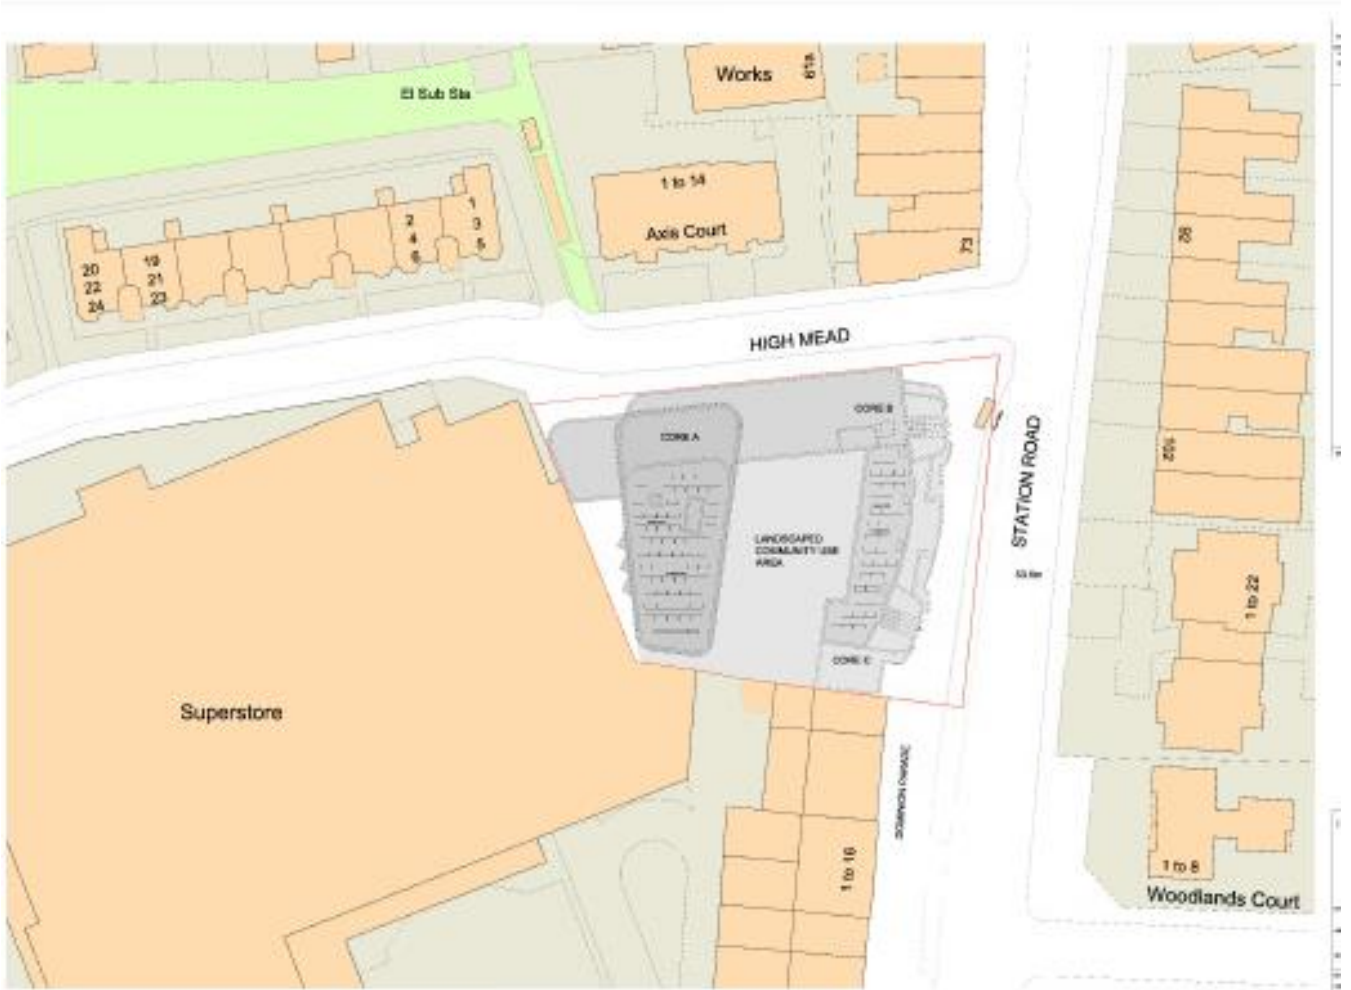 Works
61a
El Sub Sta
1 to 14
Axis Court
1
3
5
2
4
6
19
21
23
20
22
24
73
HIGH MEAD
CORE A
CORE B
STATION ROAD
LANDSCAPED
COMMUNITY USE
AREA
CORE C
102
1 to 22
Superstore
1 to 16
1 to 8
Woodlands Court